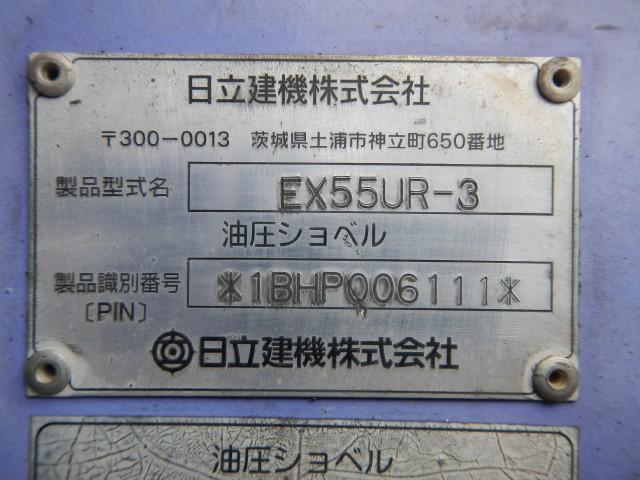 日立建機株式会社
〒300-0013 茨城県土浦市神立町650番地
製品型式名 EX55UR-3
油圧ショベル
製品識別番号 *1BHP006111*
〔PIN〕
日立建機株式会社
油圧ショベル